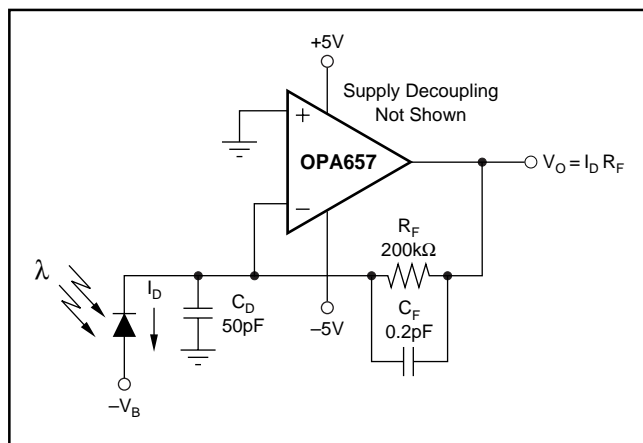 +5V
Supply Decoupling
Not Shown
+
OPA657
−
V_O = I_D R_F
R_F
200kΩ
C_F
0.2pF
λ
I_D
C_D
50pF
−5V
−V_B